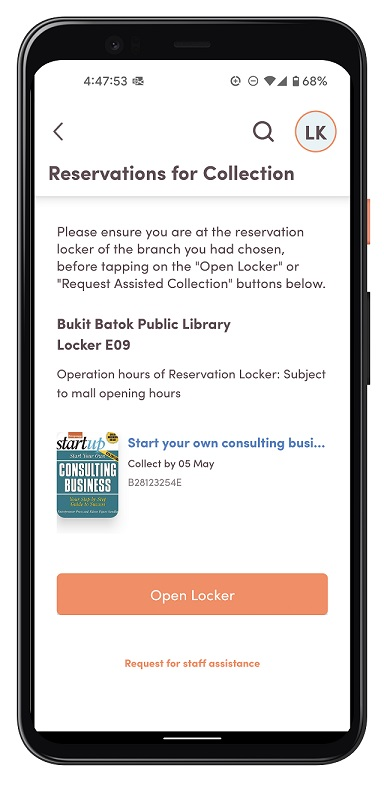 4:47:53 68%
LK
Reservations for Collection
Please ensure you are at the reservation
locker of the branch you had chosen,
before tapping on the "Open Locker" or
"Request Assisted Collection" buttons below.
Bukit Batok Public Library
Locker E09
Operation hours of Reservation Locker: Subject
to mall opening hours
startup
Start Your Own
CONSULTING
BUSINESS
Your Step-by-Step
Guide to Success
Start your own consulting busi...
Collect by 05 May
B28123254E
Open Locker
Request for staff assistance